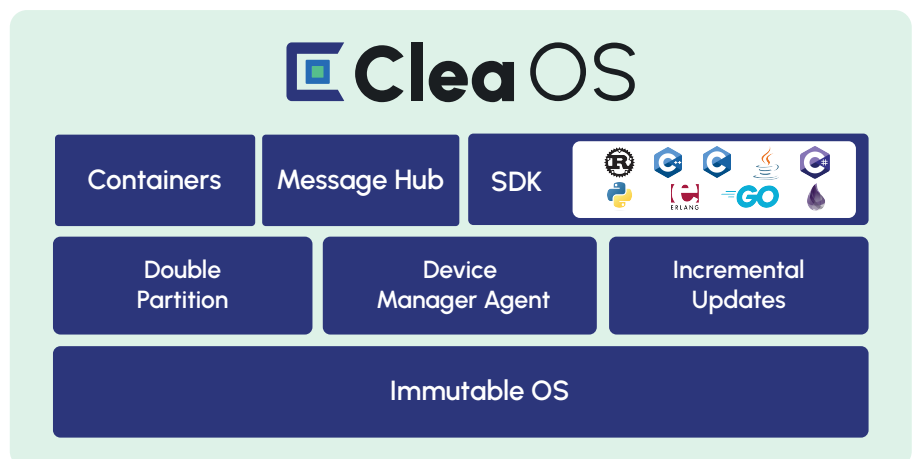 Clea OS
Containers
Message Hub
SDK
R
C++
C
C#
ERLANG
GO
Double
Partition
Device
Manager Agent
Incremental
Updates
Immutable OS